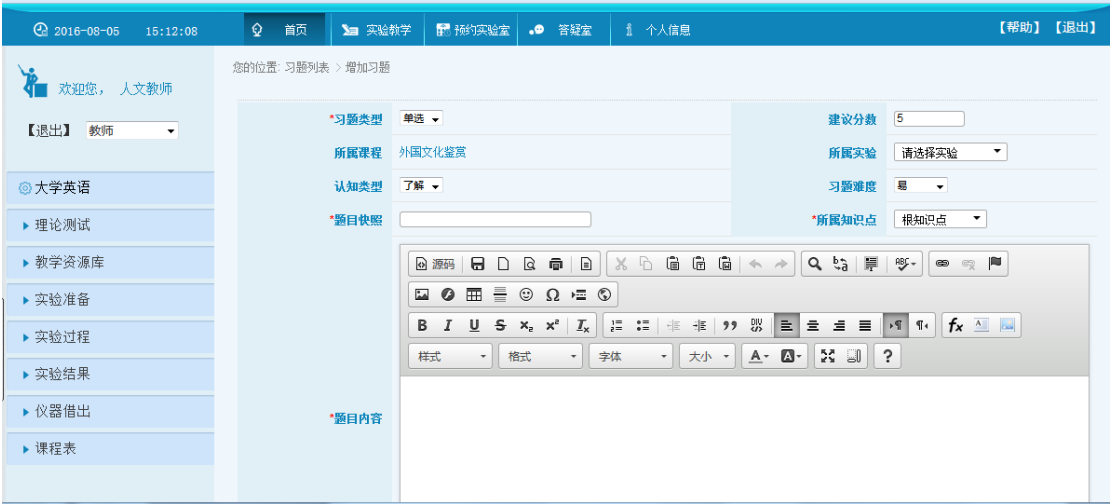 2016-08-05 15:12:08 首页 实验教学 预约实验室 答疑室 个人信息 【帮助】【退出】
欢迎您， 人文教师
【退出】 教师
大学英语
理论测试
教学资源库
实验准备
实验过程
实验结果
仪器借出
课程表
您的位置: 习题列表 > 增加习题
*习题类型 单选 建议分数 5
所属课程 外国文化鉴赏 所属实验 请选择实验
认知类型 了解 习题难度 易
*题目快照 *所属知识点 根知识点
源码
样式 格式 字体 大小
*题目内容